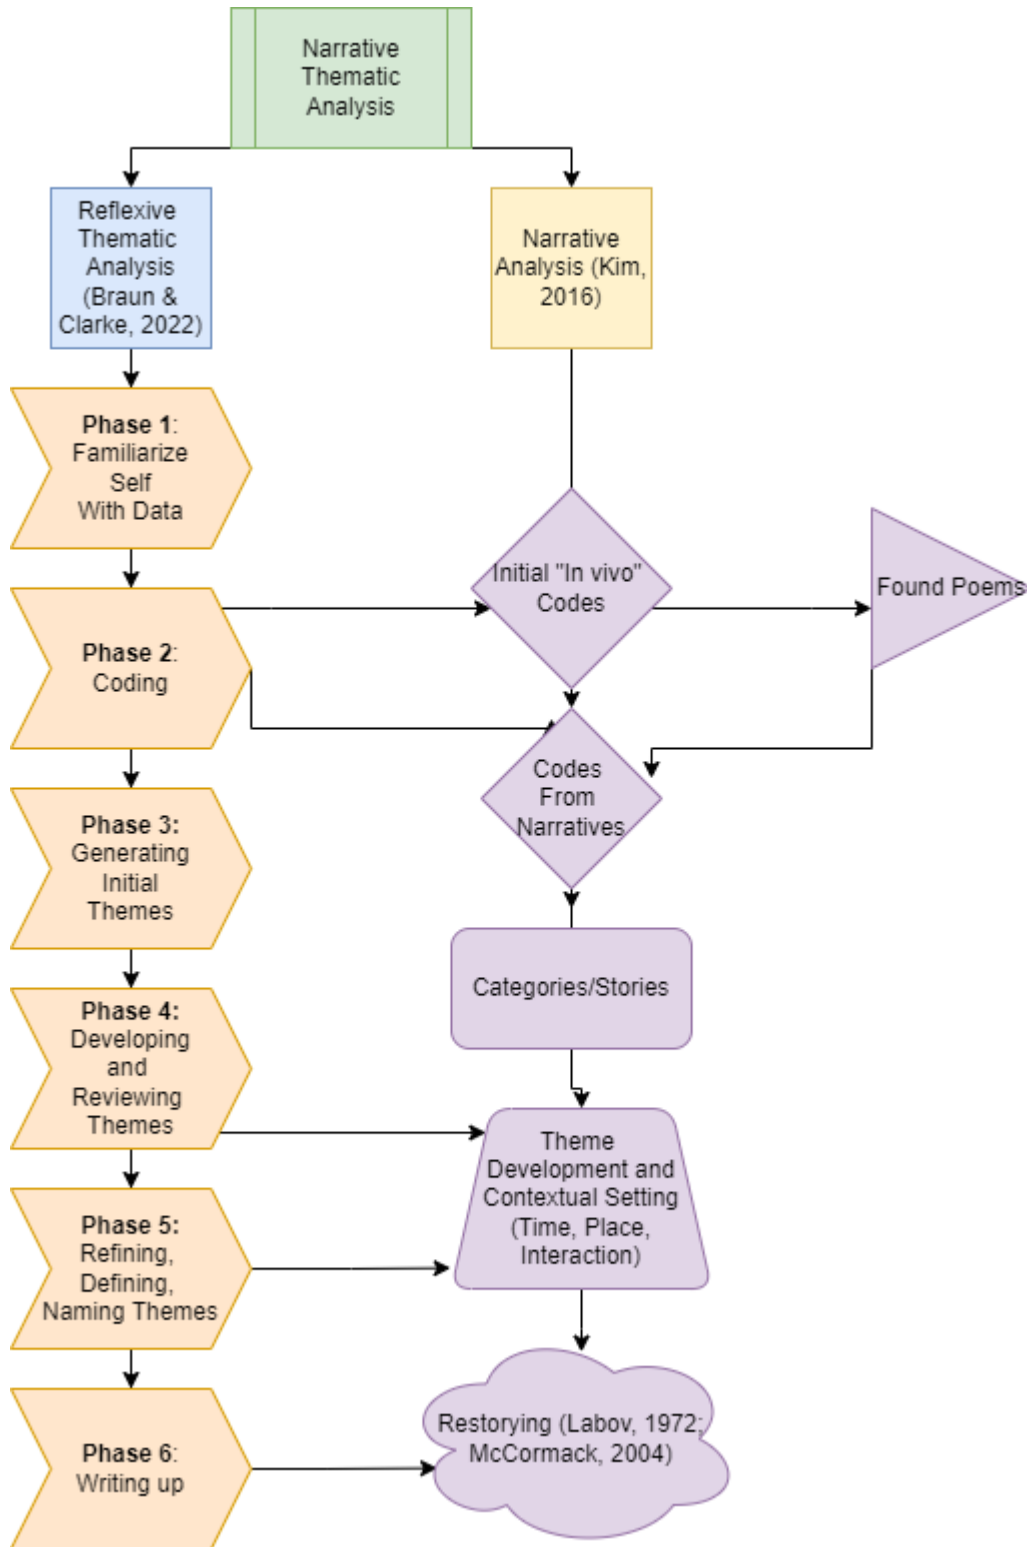 Narrative
Thematic
Analysis
Reflexive
Thematic
Analysis
(Braun &
Clarke, 2022)
Narrative
Analysis (Kim,
2016)
Phase 1:
Familiarize
Self
With Data
Initial "In vivo"
Codes
Found Poems
Phase 2:
Coding
Codes
From
Narratives
Phase 3:
Generating
Initial
Themes
Categories/Stories
Phase 4:
Developing
and
Reviewing
Themes
Theme
Development and
Contextual Setting
(Time, Place,
Interaction)
Phase 5:
Refining,
Defining,
Naming Themes
Restorying (Labov, 1972;
McCormack, 2004)
Phase 6:
Writing up